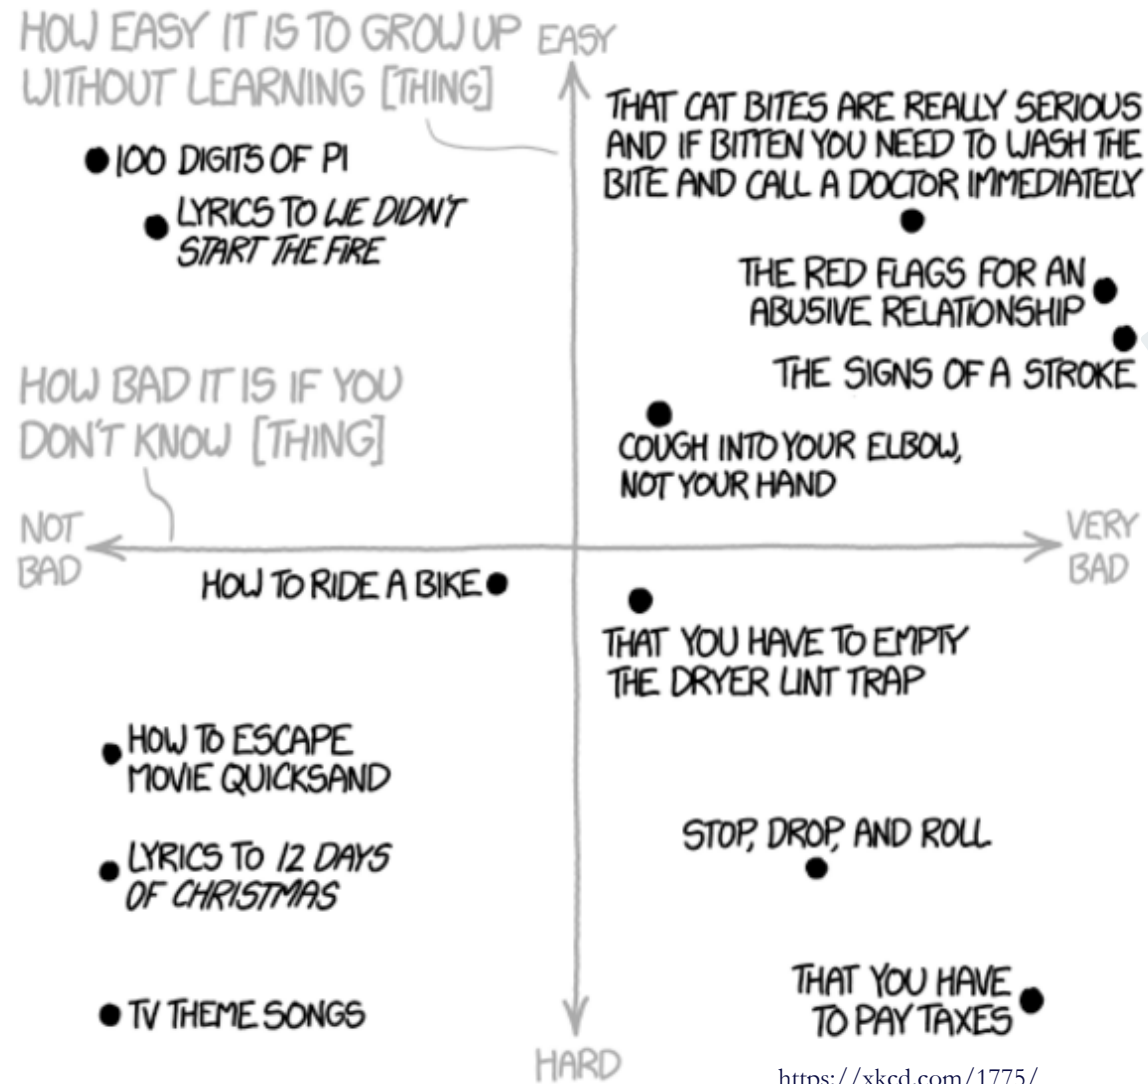 HOW EASY IT IS TO GROW UP
WITHOUT LEARNING [THING]
EASY
THAT CAT BITES ARE REALLY SERIOUS
AND IF BITTEN YOU NEED TO WASH THE
BITE AND CALL A DOCTOR IMMEDIATELY
100 DIGITS OF PI
LYRICS TO WE DIDN'T
START THE FIRE
THE RED FLAGS FOR AN
ABUSIVE RELATIONSHIP
THE SIGNS OF A STROKE
HOW BAD IT IS IF YOU
DON'T KNOW [THING]
COUGH INTO YOUR ELBOW,
NOT YOUR HAND
NOT
BAD
VERY
BAD
HOW TO RIDE A BIKE
THAT YOU HAVE TO EMPTY
THE DRYER LINT TRAP
HOW TO ESCAPE
MOVIE QUICKSAND
STOP, DROP, AND ROLL
LYRICS TO 12 DAYS
OF CHRISTMAS
THAT YOU HAVE
TO PAY TAXES
TV THEME SONGS
HARD
https://xkcd.com/1775/